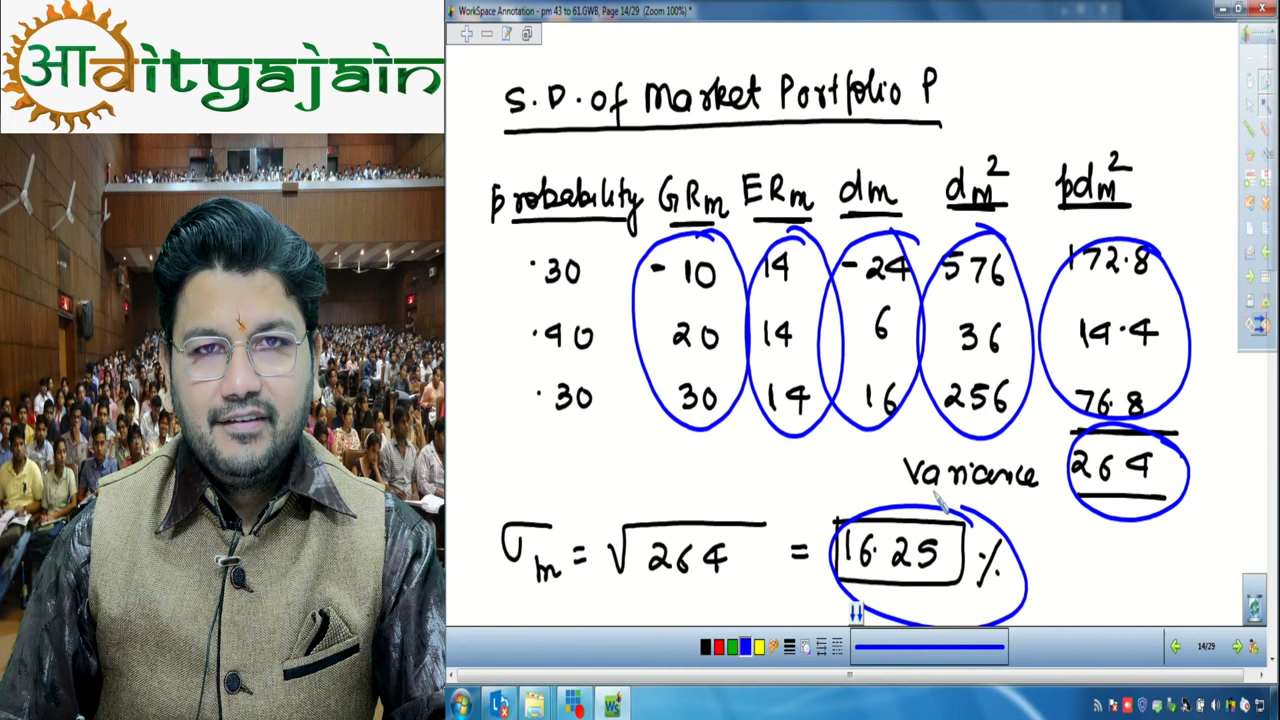 आdityajain
WorkSpace Annotation - pm 43 to 61.GWB, Page 14/29 (Zoom 100%) *
S.D. of Market Portfolio P
probability GRm ERm dm dm² pdm²
.30 -10 14 -24 576 172.8
.40 20 14 6 36 14.4
.30 30 14 16 256 76.8
variance 264
σm = √264 = 16.25 %
14/29